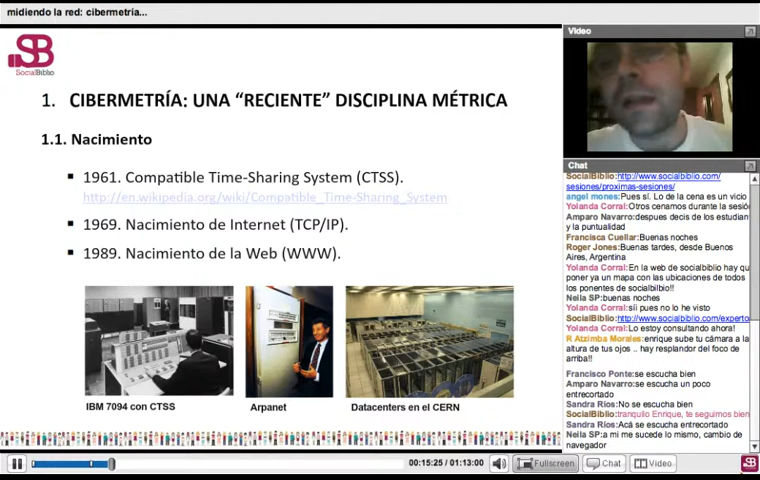 midiendo la red: cibermetría...
SB
SocialBiblio
1. CIBERMETRÍA: UNA “RECIENTE” DISCIPLINA MÉTRICA
1.1. Nacimiento
1961. Compatible Time-Sharing System (CTSS).
http://en.wikipedia.org/wiki/Compatible_Time-Sharing_System
1969. Nacimiento de Internet (TCP/IP).
1989. Nacimiento de la Web (WWW).
IBM 7094 con CTSS
Arpanet
Datacenters en el CERN
Video
Chat
SocialBiblio:http://www.socialbiblio.com/
sesiones/proximas-sesiones/
angel mones:Pues sí. Lo de la cena es un vicio
Yolanda Corral:Otros cenamos durante la sesió
Amparo Navarro:despues decis de los estudian
y la puntualidad
Francisca Cuellar:Buenas noches
Roger Jones:Buenas tardes, desde Buenos
Aires, Argentina
Yolanda Corral:En la web de socialbiblio hay qu
poner ya un mapa con las ubicaciones de todos
los ponentes de socialbilbio!!
Neila SP:buenas noches
Yolanda Corral:síi pues no lo he visto
SocialBiblio:http://www.socialbiblio.com/experto
Yolanda Corral:Lo estoy consultando ahora!
R Atzimba Morales:enrique sube tu cámara a la
altura de tus ojos .. hay resplandor del foco de
arriba!!
Francisco Ponte:se escucha bien
Amparo Navarro:se escucha un poco
entrecortado
Sandra Ríos:No se escucha bien
SocialBiblio:tranquilo Enrique, te seguimos bien
Sandra Ríos:Acá se escucha entrecortado
Neila SP:a mi me sucede lo mismo, cambio de
navegador
00:15:25 / 01:13:00
Fullscreen
Chat
Video
SB